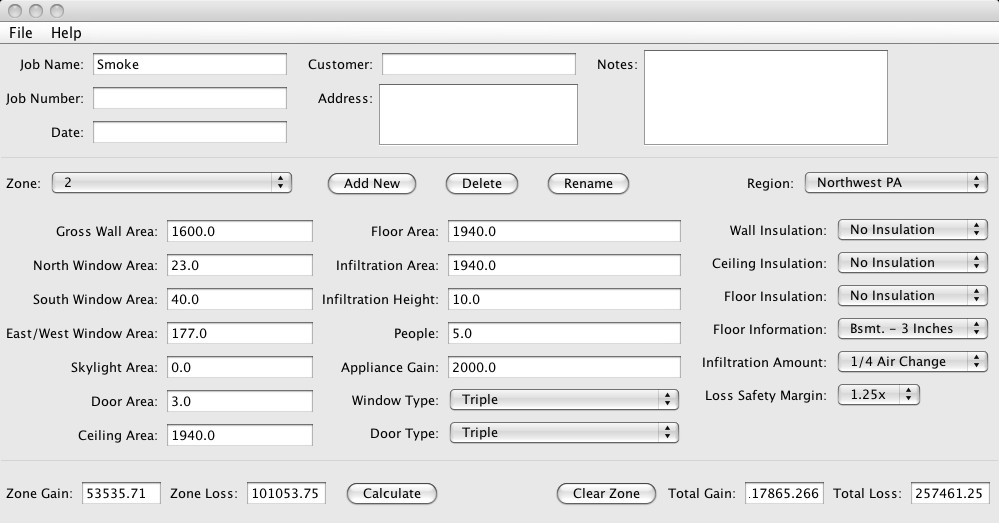 File Help
Job Name: Smoke Customer: Notes:
Job Number: Address:
Date:
Zone: 2 Add New Delete Rename Region: Northwest PA
Gross Wall Area: 1600.0 Floor Area: 1940.0 Wall Insulation: No Insulation
North Window Area: 23.0 Infiltration Area: 1940.0 Ceiling Insulation: No Insulation
South Window Area: 40.0 Infiltration Height: 10.0 Floor Insulation: No Insulation
East/West Window Area: 177.0 People: 5.0 Floor Information: Bsmt. - 3 Inches
Skylight Area: 0.0 Appliance Gain: 2000.0 Infiltration Amount: 1/4 Air Change
Door Area: 3.0 Window Type: Triple Loss Safety Margin: 1.25x
Ceiling Area: 1940.0 Door Type: Triple
Zone Gain: 53535.71 Zone Loss: 101053.75 Calculate Clear Zone Total Gain: .17865.266 Total Loss: 257461.25